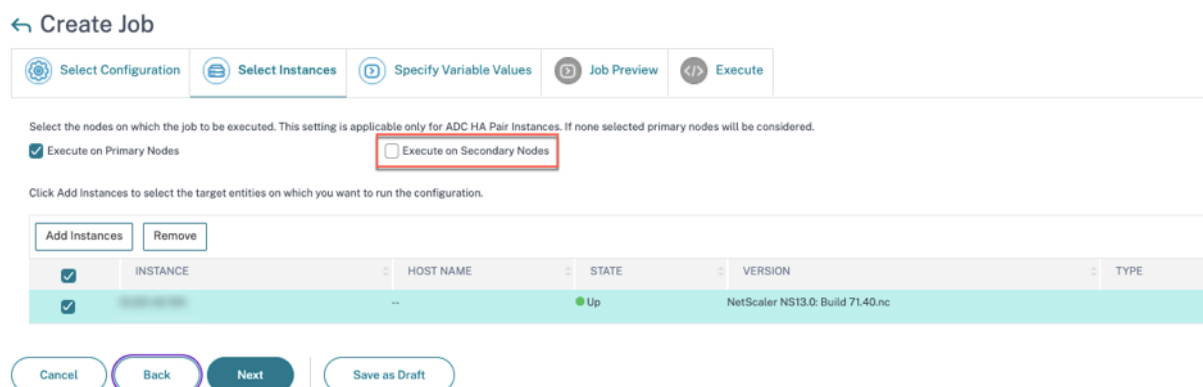 Create Job
Select Configuration Select Instances Specify Variable Values Job Preview Execute
Select the nodes on which the job to be executed. This setting is applicable only for ADC HA Pair Instances. If none selected primary nodes will be considered.
Execute on Primary Nodes Execute on Secondary Nodes
Click Add Instances to select the target entities on which you want to run the configuration.
Add Instances Remove
INSTANCE HOST NAME STATE VERSION TYPE
-- Up NetScaler NS13.0: Build 71.40.nc
Cancel Back Next Save as Draft